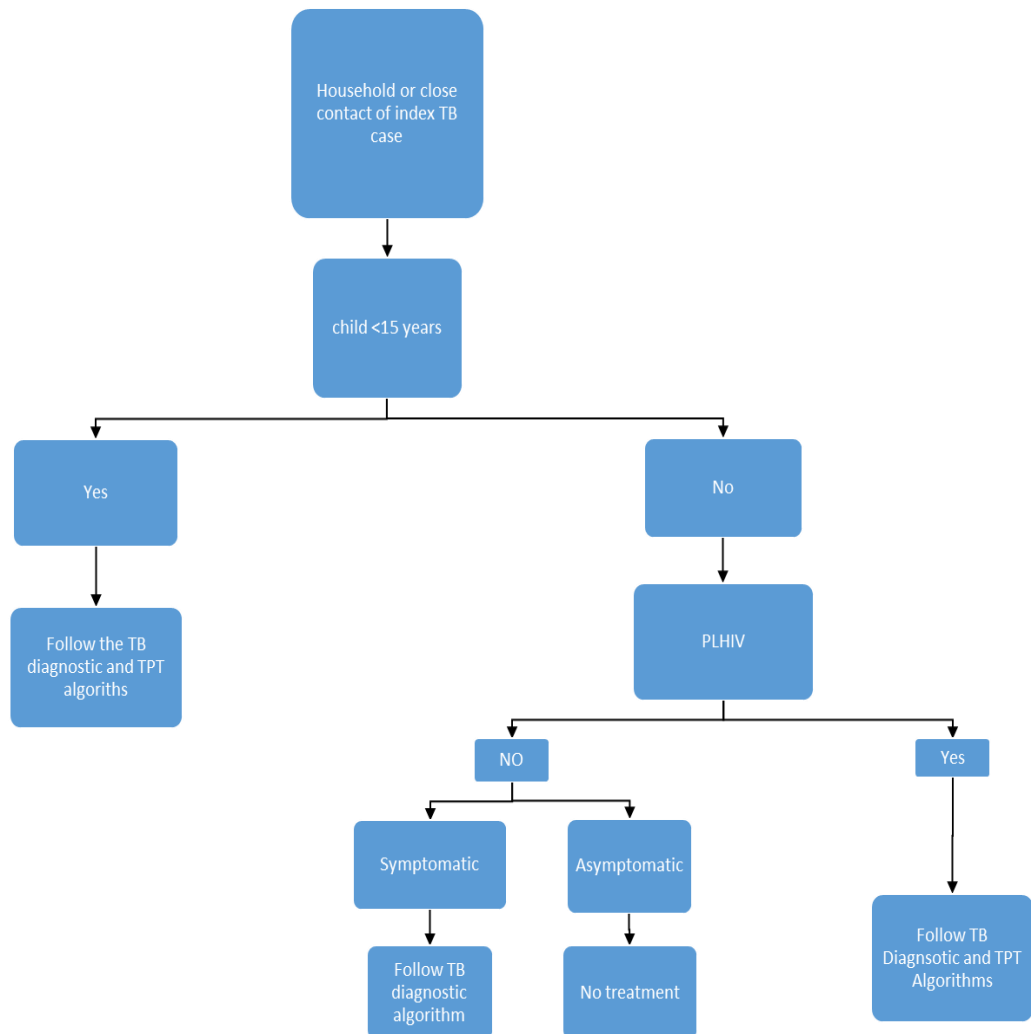 Household or close
contact of index TB
case
child <15 years
Yes
No
Follow the TB
diagnostic and TPT
algoriths
PLHIV
NO
Yes
Symptomatic
Asymptomatic
Follow TB
diagnostic
algorithm
No treatment
Follow TB
Diagnsotic and TPT
Algorithms